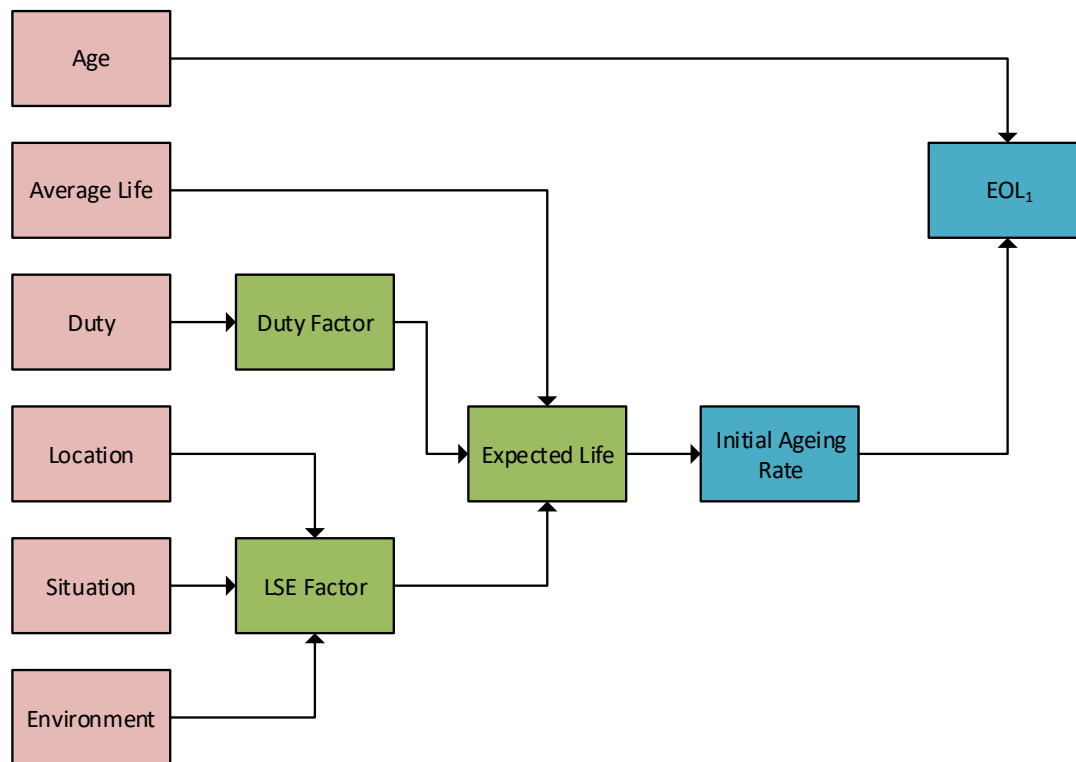 Age
Average Life
EOL₁
Duty
Duty Factor
Location
Expected Life
Initial Ageing
Rate
Situation
LSE Factor
Environment